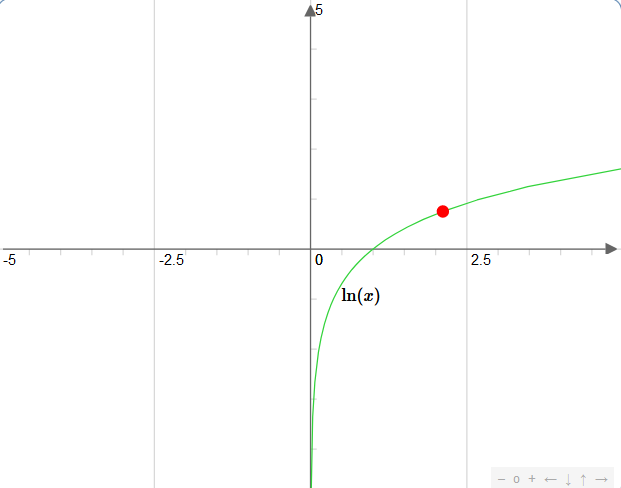 5
-5
-2.5
0
2.5
ln(x)
− o + ← ↓ ↑ →